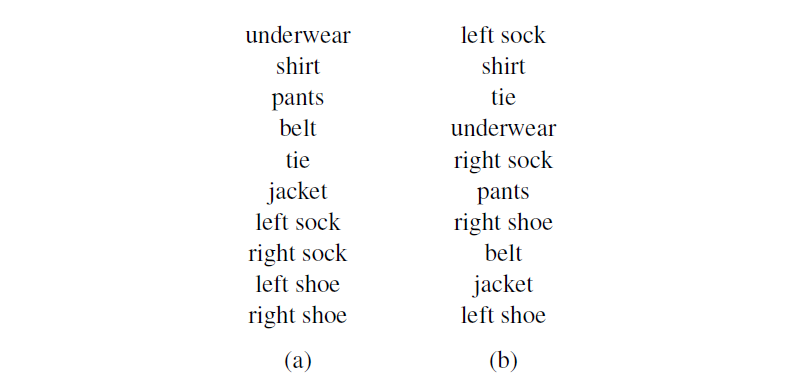 underwear left sock
shirt shirt
pants tie
belt underwear
tie right sock
jacket pants
left sock right shoe
right sock belt
left shoe jacket
right shoe left shoe
(a) (b)